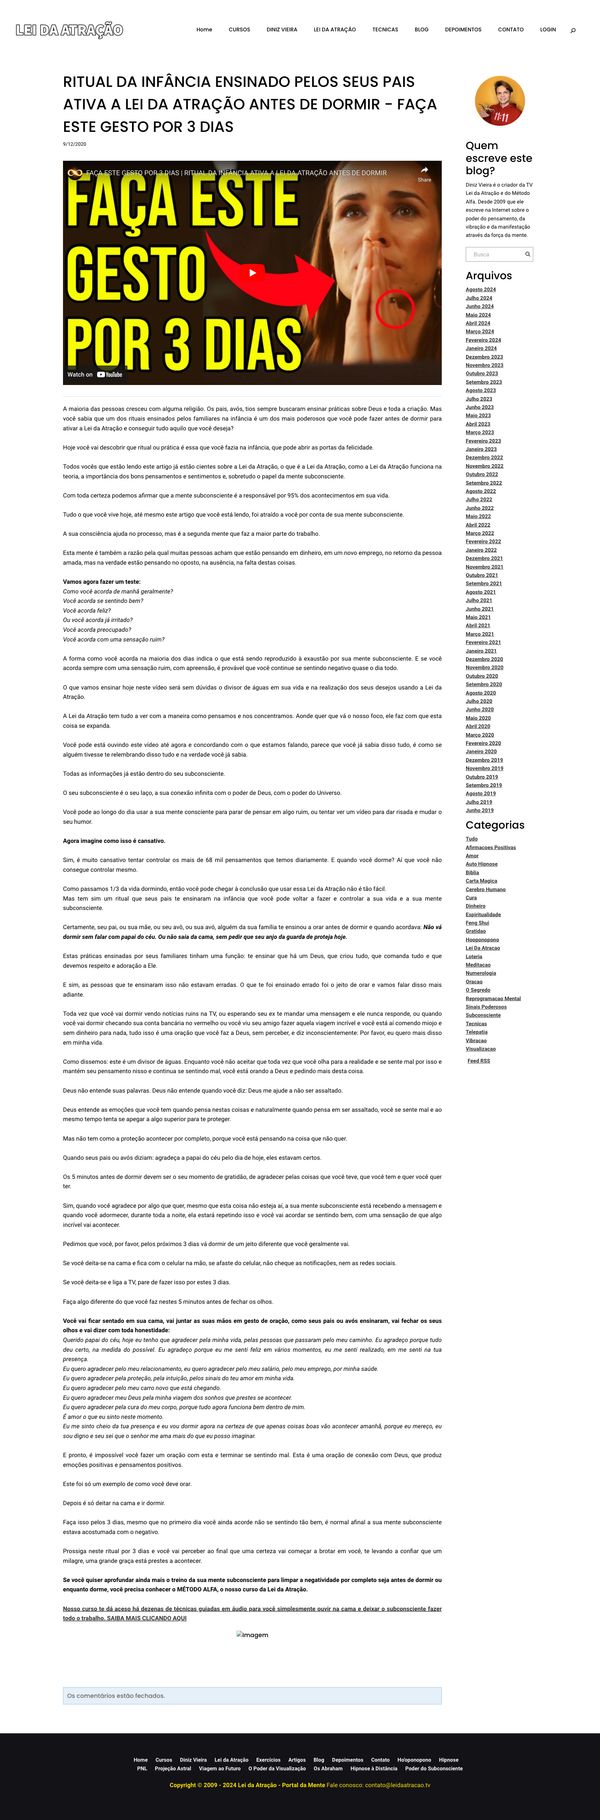 LEI DA ATRAÇÃO
Home CURSOS DINIZ VIEIRA LEI DA ATRAÇÃO TECNICAS BLOG DEPOIMENTOS CONTATO LOGIN
RITUAL DA INFÂNCIA ENSINADO PELOS SEUS PAIS
ATIVA A LEI DA ATRAÇÃO ANTES DE DORMIR - FAÇA
ESTE GESTO POR 3 DIAS
9/12/2020
FAÇA ESTE GESTO POR 3 DIAS | RITUAL DA INFÂNCIA ATIVA A LEI DA ATRAÇÃO ANTES DE DORMIR
Share
FAÇA ESTE
GESTO
POR 3 DIAS
Watch on YouTube
A maioria das pessoas cresceu com alguma religião. Os pais, avós, tios sempre buscaram ensinar práticas sobre Deus e toda a criação. Mas
você sabia que um dos rituais ensinados pelos familiares na infância é um dos mais poderosos que você pode fazer antes de dormir para
ativar a Lei da Atração e conseguir tudo aquilo que você deseja?
Hoje você vai descobrir que ritual ou prática é essa que você fazia na infância, que pode abrir as portas da felicidade.
Todos vocês que estão lendo este artigo já estão cientes sobre a Lei da Atração, o que é a Lei da Atração, como a Lei da Atração funciona na
teoria, a importância dos bons pensamentos e sentimentos e, sobretudo o papel da mente subconsciente.
Com toda certeza podemos afirmar que a mente subconsciente é a responsável por 95% dos acontecimentos em sua vida.
Tudo o que você vive hoje, até mesmo este artigo que você está lendo, foi atraído a você por conta de sua mente subconsciente.
A sua consciência ajuda no processo, mas é a segunda mente que faz a maior parte do trabalho.
Esta mente é também a razão pela qual muitas pessoas acham que estão pensando em dinheiro, em um novo emprego, no retorno da pessoa
amada, mas na verdade estão pensando no oposto, na ausência, na falta destas coisas.
Vamos agora fazer um teste:
Como você acorda de manhã geralmente?
Você acorda se sentindo bem?
Você acorda feliz?
Ou você acorda já irritado?
Você acorda preocupado?
Você acorda com uma sensação ruim?
A forma como você acorda na maioria dos dias indica o que está sendo reproduzido à exaustão por sua mente subconsciente. E se você
acorda sempre com uma sensação ruim, com apreensão, é provável que você continue se sentindo negativo quase o dia todo.
O que vamos ensinar hoje neste vídeo será sem dúvidas o divisor de águas em sua vida e na realização dos seus desejos usando a Lei da
Atração.
A Lei da Atração tem tudo a ver com a maneira como pensamos e nos concentramos. Aonde quer que vá o nosso foco, ele faz com que esta
coisa se expanda.
Você pode está ouvindo este vídeo até agora e concordando com o que estamos falando, parece que você já sabia disso tudo, é como se
alguém tivesse te relembrando disso tudo e na verdade você já sabia.
Todas as informações já estão dentro do seu subconsciente.
O seu subconsciente é o seu laço, a sua conexão infinita com o poder de Deus, com o poder do Universo.
Você pode ao longo do dia usar a sua mente consciente para parar de pensar em algo ruim, ou tentar ver um vídeo para dar risada e mudar o
seu humor.
Agora imagine como isso é cansativo.
Sim, é muito cansativo tentar controlar os mais de 68 mil pensamentos que temos diariamente. E quando você dorme? Aí que você não
consegue controlar mesmo.
Como passamos 1/3 da vida dormindo, então você pode chegar à conclusão que usar essa Lei da Atração não é tão fácil.
Mas tem sim um ritual que seus pais te ensinaram na infância que você pode voltar a fazer e controlar a sua vida e a sua mente
subconsciente.
Certamente, seu pai, ou sua mãe, ou seu avô, ou sua avó, alguém da sua família te ensinou a orar antes de dormir e quando acordava: Não vá
dormir sem falar com papai do céu. Ou não saia da cama, sem pedir que seu anjo da guarda de proteja hoje.
Estas práticas ensinadas por seus familiares tinham uma função: te ensinar que há um Deus, que criou tudo, que comanda tudo e que
devemos respeito e adoração a Ele.
E sim, as pessoas que te ensinaram isso não estavam erradas. O que te foi ensinado errado foi o jeito de orar e vamos falar disso mais
adiante.
Toda vez que você vai dormir vendo notícias ruins na TV, ou esperando seu ex te mandar uma mensagem e ele nunca responde, ou quando
você vai dormir checando sua conta bancária no vermelho ou você viu seu amigo fazer aquela viagem incrível e você está aí comendo miojo e
sem dinheiro para nada, tudo isso é uma oração que você faz a Deus, sem perceber, e diz inconscientemente: Por favor, eu quero mais disso
em minha vida.
Como dissemos: este é um divisor de águas. Enquanto você não aceitar que toda vez que você olha para a realidade e se sente mal por isso e
mantém seu pensamento nisso e continua se sentindo mal, você está orando a Deus e pedindo mais desta coisa.
Deus não entende suas palavras. Deus não entende quando você diz: Deus me ajude a não ser assaltado.
Deus entende as emoções que você tem quando pensa nestas coisas e naturalmente quando pensa em ser assaltado, você se sente mal e ao
mesmo tempo tenta se apegar a algo superior para te proteger.
Mas não tem como a proteção acontecer por completo, porque você está pensando na coisa que não quer.
Quando seus pais ou avós diziam: agradeça a papai do céu pelo dia de hoje, eles estavam certos.
Os 5 minutos antes de dormir devem ser o seu momento de gratidão, de agradecer pelas coisas que você teve, que você tem e quer você quer
ter.
Sim, quando você agradece por algo que quer, mesmo que esta coisa não esteja aí, a sua mente subconsciente está recebendo a mensagem e
quando você adormecer, durante toda a noite, ela estará repetindo isso e você vai acordar se sentindo bem, com uma sensação de que algo
incrível vai acontecer.
Pedimos que você, por favor, pelos próximos 3 dias vá dormir de um jeito diferente que você geralmente vai.
Se você deita-se na cama e fica com o celular na mão, se afaste do celular, não cheque as notificações, nem as redes sociais.
Se você deita-se e liga a TV, pare de fazer isso por estes 3 dias.
Faça algo diferente do que você faz nestes 5 minutos antes de fechar os olhos.
Você vai ficar sentado em sua cama, vai juntar as suas mãos em gesto de oração, como seus pais ou avós ensinaram, vai fechar os seus
olhos e vai dizer com toda honestidade:
Querido papai do céu, hoje eu tenho que agradecer pela minha vida, pelas pessoas que passaram pelo meu caminho. Eu agradeço porque tudo
deu certo, na medida do possível. Eu agradeço porque eu me senti feliz em vários momentos, eu me senti realizado, em me senti na tua
presença.
Eu quero agradecer pelo meu relacionamento, eu quero agradecer pelo meu salário, pelo meu emprego, por minha saúde.
Eu quero agradecer pela proteção, pela intuição, pelos sinais do teu amor em minha vida.
Eu quero agradecer pelo meu carro novo que está chegando.
Eu quero agradecer meu Deus pela minha viagem dos sonhos que prestes se acontecer.
Eu quero agradecer pela cura do meu corpo, porque tudo agora funciona bem dentro de mim.
É amor o que eu sinto neste momento.
Eu me sinto cheio da tua presença e eu vou dormir agora na certeza de que apenas coisas boas vão acontecer amanhã, porque eu mereço, eu
sou digno e seu sei que o senhor me ama mais do que eu posso imaginar.
E pronto, é impossível você fazer um oração com esta e terminar se sentindo mal. Esta é uma oração de conexão com Deus, que produz
emoções positivas e pensamentos positivos.
Este foi só um exemplo de como você deve orar.
Depois é só deitar na cama e ir dormir.
Faça isso pelos 3 dias, mesmo que no primeiro dia você ainda acorde não se sentindo tão bem, é normal afinal a sua mente subconsciente
estava acostumada com o negativo.
Prossiga neste ritual por 3 dias e você vai perceber ao final que uma certeza vai começar a brotar em você, te levando a confiar que um
milagre, uma grande graça está prestes a acontecer.
Se você quiser aprofundar ainda mais o treino da sua mente subconsciente para limpar a negatividade por completo seja antes de dormir ou
enquanto dorme, você precisa conhecer o MÉTODO ALFA, o nosso curso da Lei da Atração.
Nosso curso te dá aceso há dezenas de técnicas guiadas em áudio para você simplesmente ouvir na cama e deixar o subconsciente fazer
todo o trabalho. SAIBA MAIS CLICANDO AQUI
Imagem
Os comentários estão fechados.
11:11
Quem
escreve este
blog?
Diniz Vieira é o criador da TV
Lei da Atração e do Método
Alfa. Desde 2009 que ele
escreve na Internet sobre o
poder do pensamento, da
vibração e da manifestação
através da força da mente.
Busca
Arquivos
Agosto 2024
Julho 2024
Junho 2024
Maio 2024
Abril 2024
Março 2024
Fevereiro 2024
Janeiro 2024
Dezembro 2023
Novembro 2023
Outubro 2023
Setembro 2023
Agosto 2023
Julho 2023
Junho 2023
Maio 2023
Abril 2023
Março 2023
Fevereiro 2023
Janeiro 2023
Dezembro 2022
Novembro 2022
Outubro 2022
Setembro 2022
Agosto 2022
Julho 2022
Junho 2022
Maio 2022
Abril 2022
Março 2022
Fevereiro 2022
Janeiro 2022
Dezembro 2021
Novembro 2021
Outubro 2021
Setembro 2021
Agosto 2021
Julho 2021
Junho 2021
Maio 2021
Abril 2021
Março 2021
Fevereiro 2021
Janeiro 2021
Dezembro 2020
Novembro 2020
Outubro 2020
Setembro 2020
Agosto 2020
Julho 2020
Junho 2020
Maio 2020
Abril 2020
Março 2020
Fevereiro 2020
Janeiro 2020
Dezembro 2019
Novembro 2019
Outubro 2019
Setembro 2019
Agosto 2019
Julho 2019
Junho 2019
Categorias
Tudo
Afirmacoes Positivas
Amor
Auto Hipnose
Biblia
Carta Magica
Cerebro Humano
Cura
Dinheiro
Espiritualidade
Feng Shui
Gratidao
Hooponopono
Lei Da Atracao
Loteria
Meditacao
Numerologia
Oracao
O Segredo
Reprogramacao Mental
Sinais Poderosos
Subconsciente
Tecnicas
Telepatia
Vibracao
Visualizacao
Feed RSS
Home Cursos Diniz Vieira Lei da Atração Exercícios Artigos Blog Depoimentos Contato Ho'oponopono Hipnose
PNL Projeção Astral Viagem ao Futuro O Poder da Visualização Os Abraham Hipnose à Distância Poder do Subconsciente
Copyright © 2009 - 2024 Lei da Atração - Portal da Mente Fale conosco: contato@leidaatracao.tv